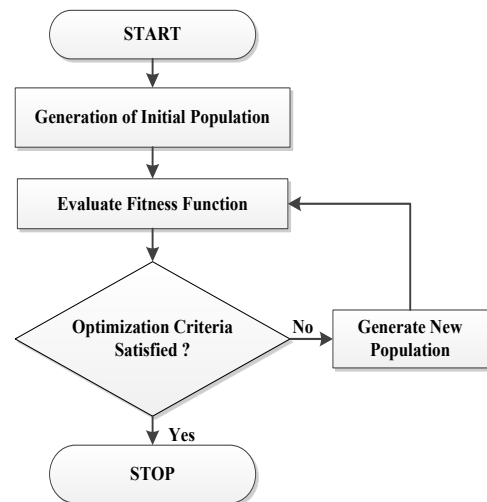 START
Generation of Initial Population
Evaluate Fitness Function
Optimization Criteria
Satisfied ?
No
Generate New
Population
Yes
STOP